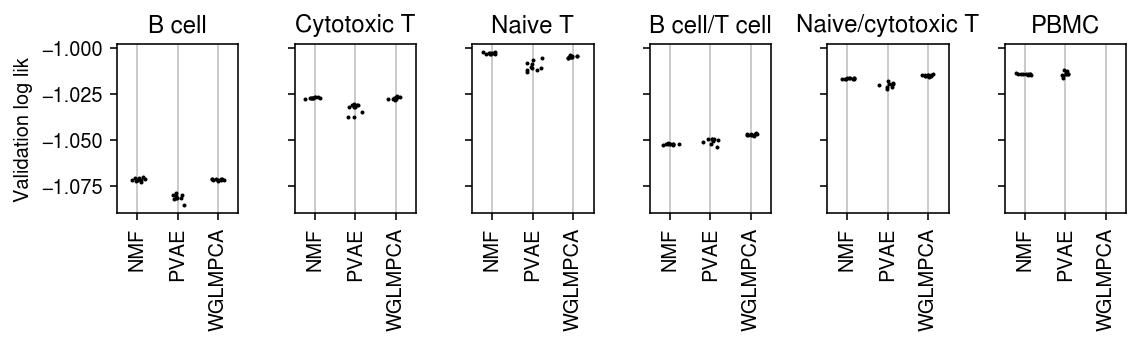 B cell
Cytotoxic T
Naive T
B cell/T cell
Naive/cytotoxic T
PBMC
Validation log lik
−1.000
−1.025
−1.050
−1.075
NMF
PVAE
WGLMPCA
NMF
PVAE
WGLMPCA
NMF
PVAE
WGLMPCA
NMF
PVAE
WGLMPCA
NMF
PVAE
WGLMPCA
NMF
PVAE
WGLMPCA